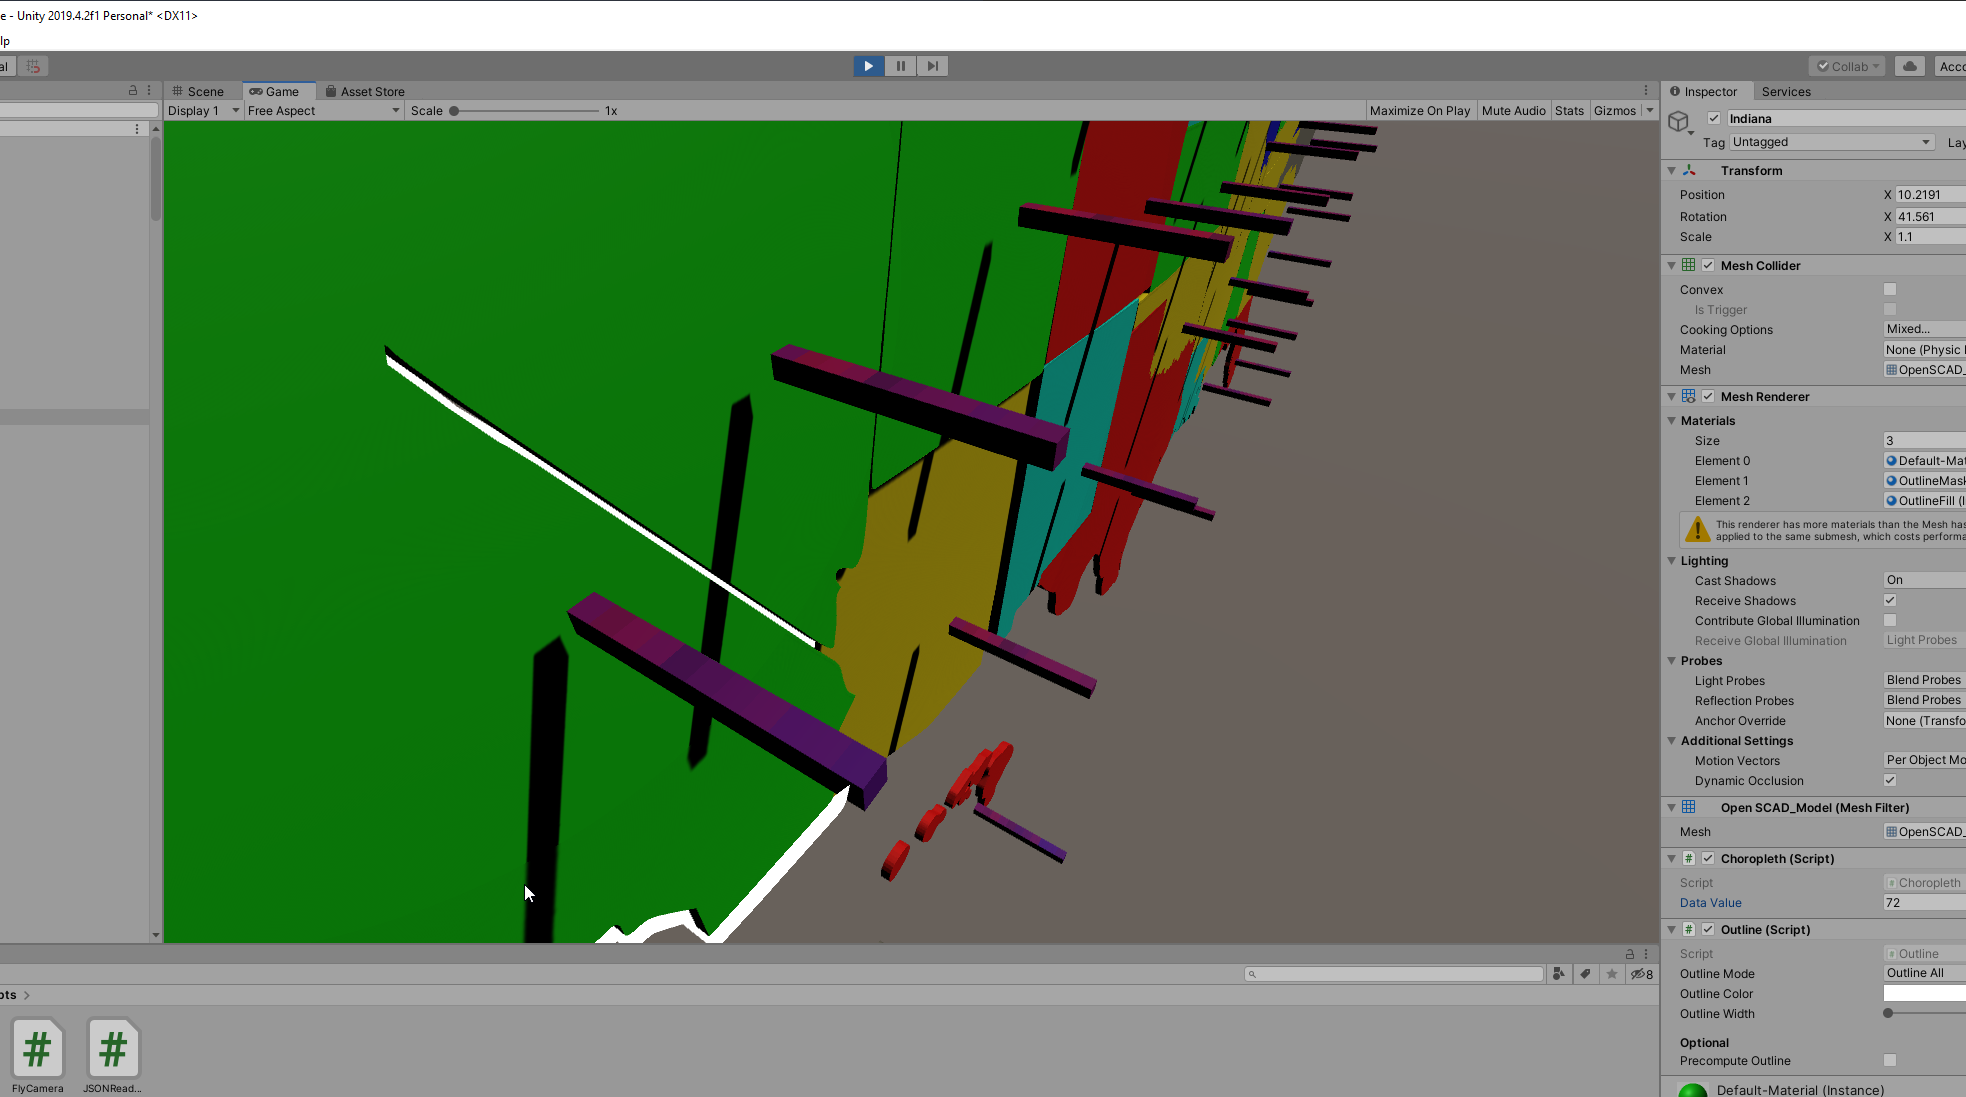 e - Unity 2019.4.2f1 Personal* <DX11>
lp
al
Collab
Acco
Scene
Game
Asset Store
Inspector
Services
Display 1
Free Aspect
Scale
1x
Maximize On Play
Mute Audio
Stats
Gizmos
Indiana
Tag Untagged
Lay
Transform
Position X 10.2191
Rotation X 41.561
Scale X 1.1
Mesh Collider
Convex
Is Trigger
Cooking Options Mixed...
Material None (Physic
Mesh OpenSCAD_
Mesh Renderer
Materials
Size 3
Element 0 Default-Mat
Element 1 OutlineMask
Element 2 OutlineFill (I
This renderer has more materials than the Mesh has
applied to the same submesh, which costs performa
Lighting
Cast Shadows On
Receive Shadows
Contribute Global Illumination
Receive Global Illumination Light Probes
Probes
Light Probes Blend Probes
Reflection Probes Blend Probes
Anchor Override None (Transfo
Additional Settings
Motion Vectors Per Object Mo
Dynamic Occlusion
Open SCAD_Model (Mesh Filter)
Mesh OpenSCAD_
# Choropleth (Script)
Script Choropleth
Data Value 72
# Outline (Script)
Script Outline
Outline Mode Outline All
Outline Color
Outline Width
Optional
Precompute Outline
Default-Material (Instance)
8
pts >
# #
FlyCamera JSONRead...